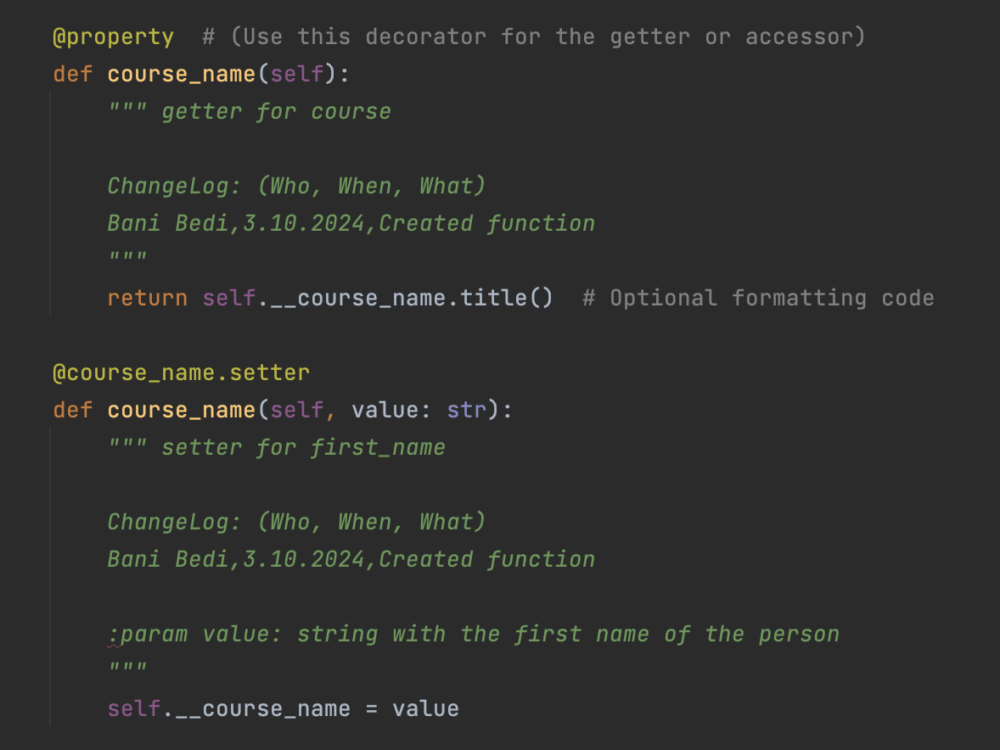 @property  # (Use this decorator for the getter or accessor)
def course_name(self):
    """ getter for course

    ChangeLog: (Who, When, What)
    Bani Bedi,3.10.2024,Created function
    """
    return self.__course_name.title()  # Optional formatting code

@course_name.setter
def course_name(self, value: str):
    """ setter for first_name

    ChangeLog: (Who, When, What)
    Bani Bedi,3.10.2024,Created function

    :param value: string with the first name of the person
    """
    self.__course_name = value